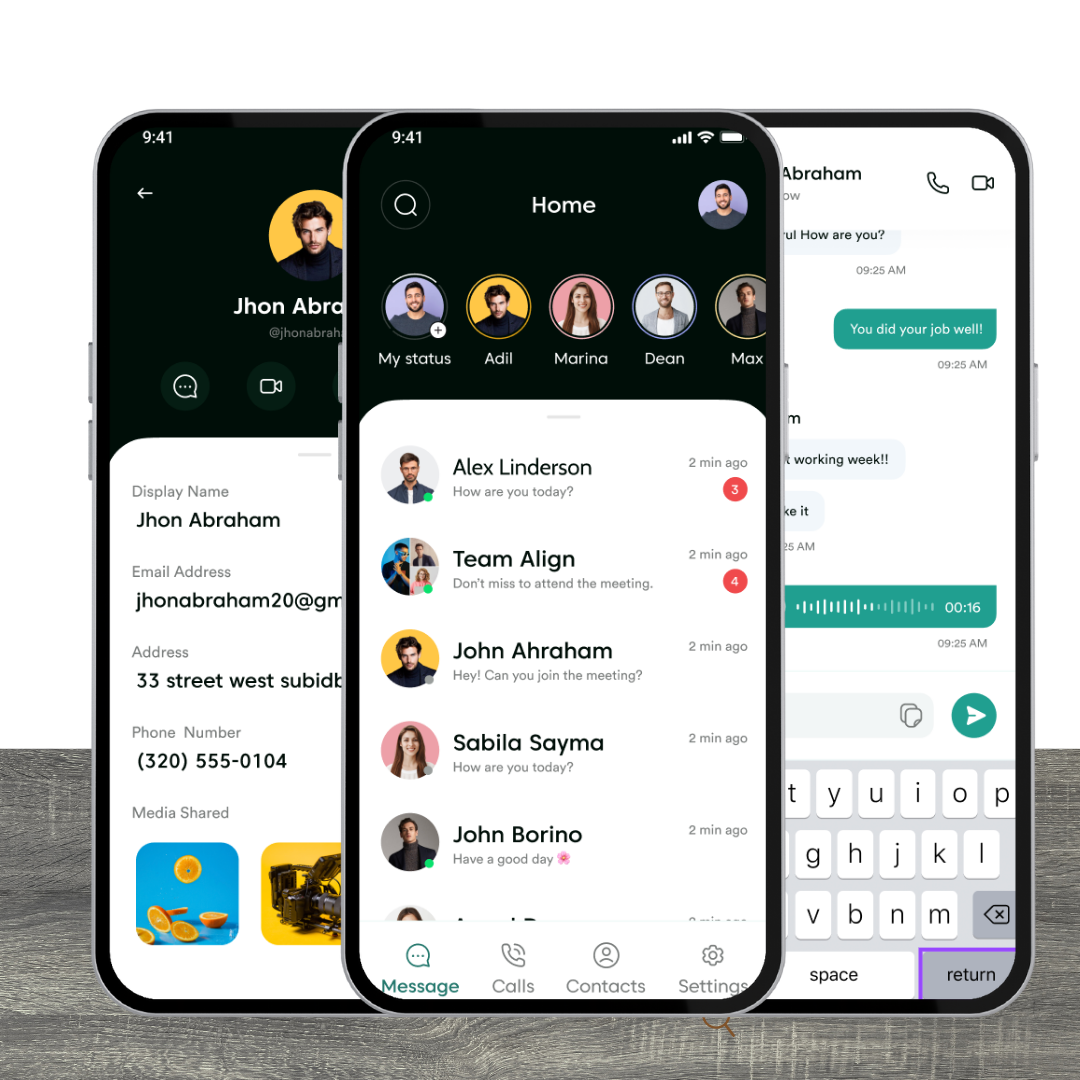 9:41
Jhon Abra
@jhonabrah
Display Name
Jhon Abraham
Email Address
jhonabraham20@gm
Address
33 street west subidb
Phone Number
(320) 555-0104
Media Shared
9:41
Home
My status
Adil
Marina
Dean
Max
Alex Linderson
2 min ago
How are you today?
3
Team Align
2 min ago
Don't miss to attend the meeting.
4
John Ahraham
2 min ago
Hey! Can you join the meeting?
Sabila Sayma
2 min ago
How are you today?
John Borino
2 min ago
Have a good day 🌸
2 min ago
Message
Calls
Contacts
Settings
Abraham
ow
ul How are you?
09:25 AM
You did your job well!
09:25 AM
m
t working week!!
ke it
25 AM
00:16
09:25 AM
t y u i o p
g h j k l
v b n m
space return